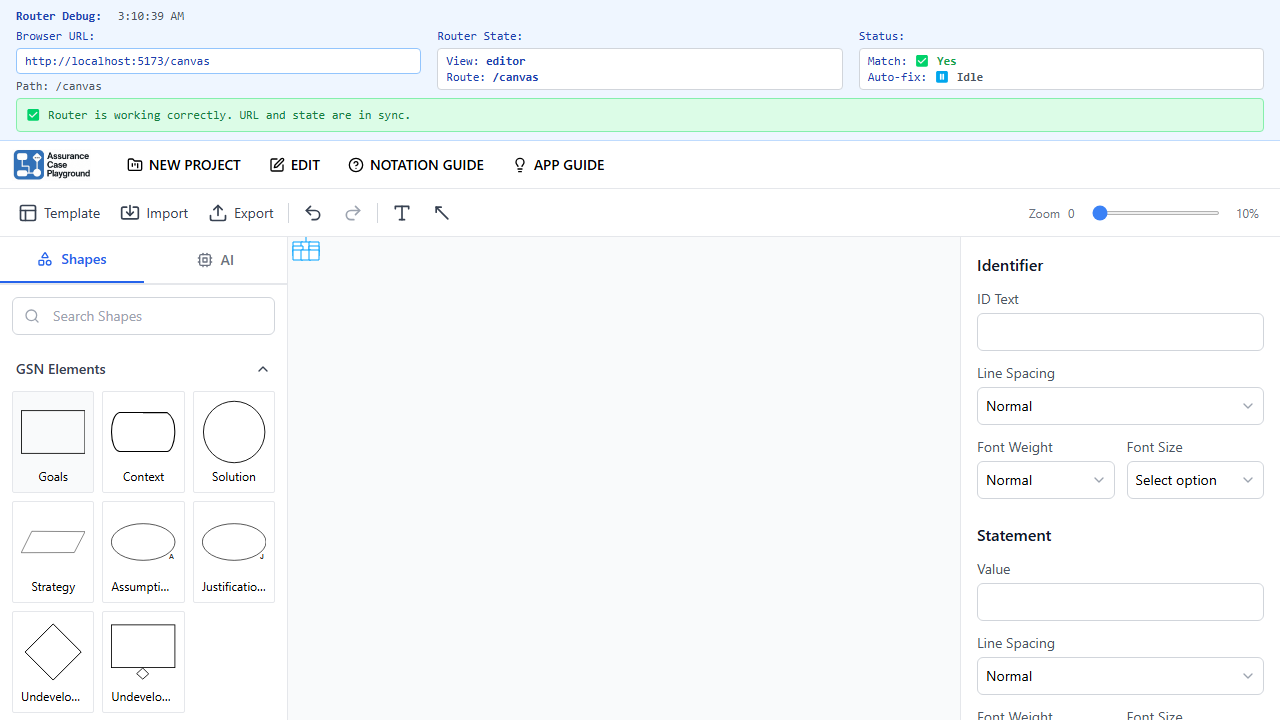 Router Debug: 3:10:39 AM
Browser URL:
http://localhost:5173/canvas
Path: /canvas
Router State:
View: editor
Route: /canvas
Status:
Match: ✅ Yes
Auto-fix: ⏸ Idle
✅ Router is working correctly. URL and state are in sync.
Assurance
Case
Playground
NEW PROJECT
EDIT
NOTATION GUIDE
APP GUIDE
Template
Import
Export
Zoom 0
10%
Shapes
AI
Search Shapes
GSN Elements
Goals
Context
Solution
A
J
Strategy
Assumpti...
Justificatio...
Undevelo...
Undevelo...
Identifier
ID Text
Line Spacing
Normal
Font Weight
Font Size
Normal
Select option
Statement
Value
Line Spacing
Normal
Font Weight
Font Size